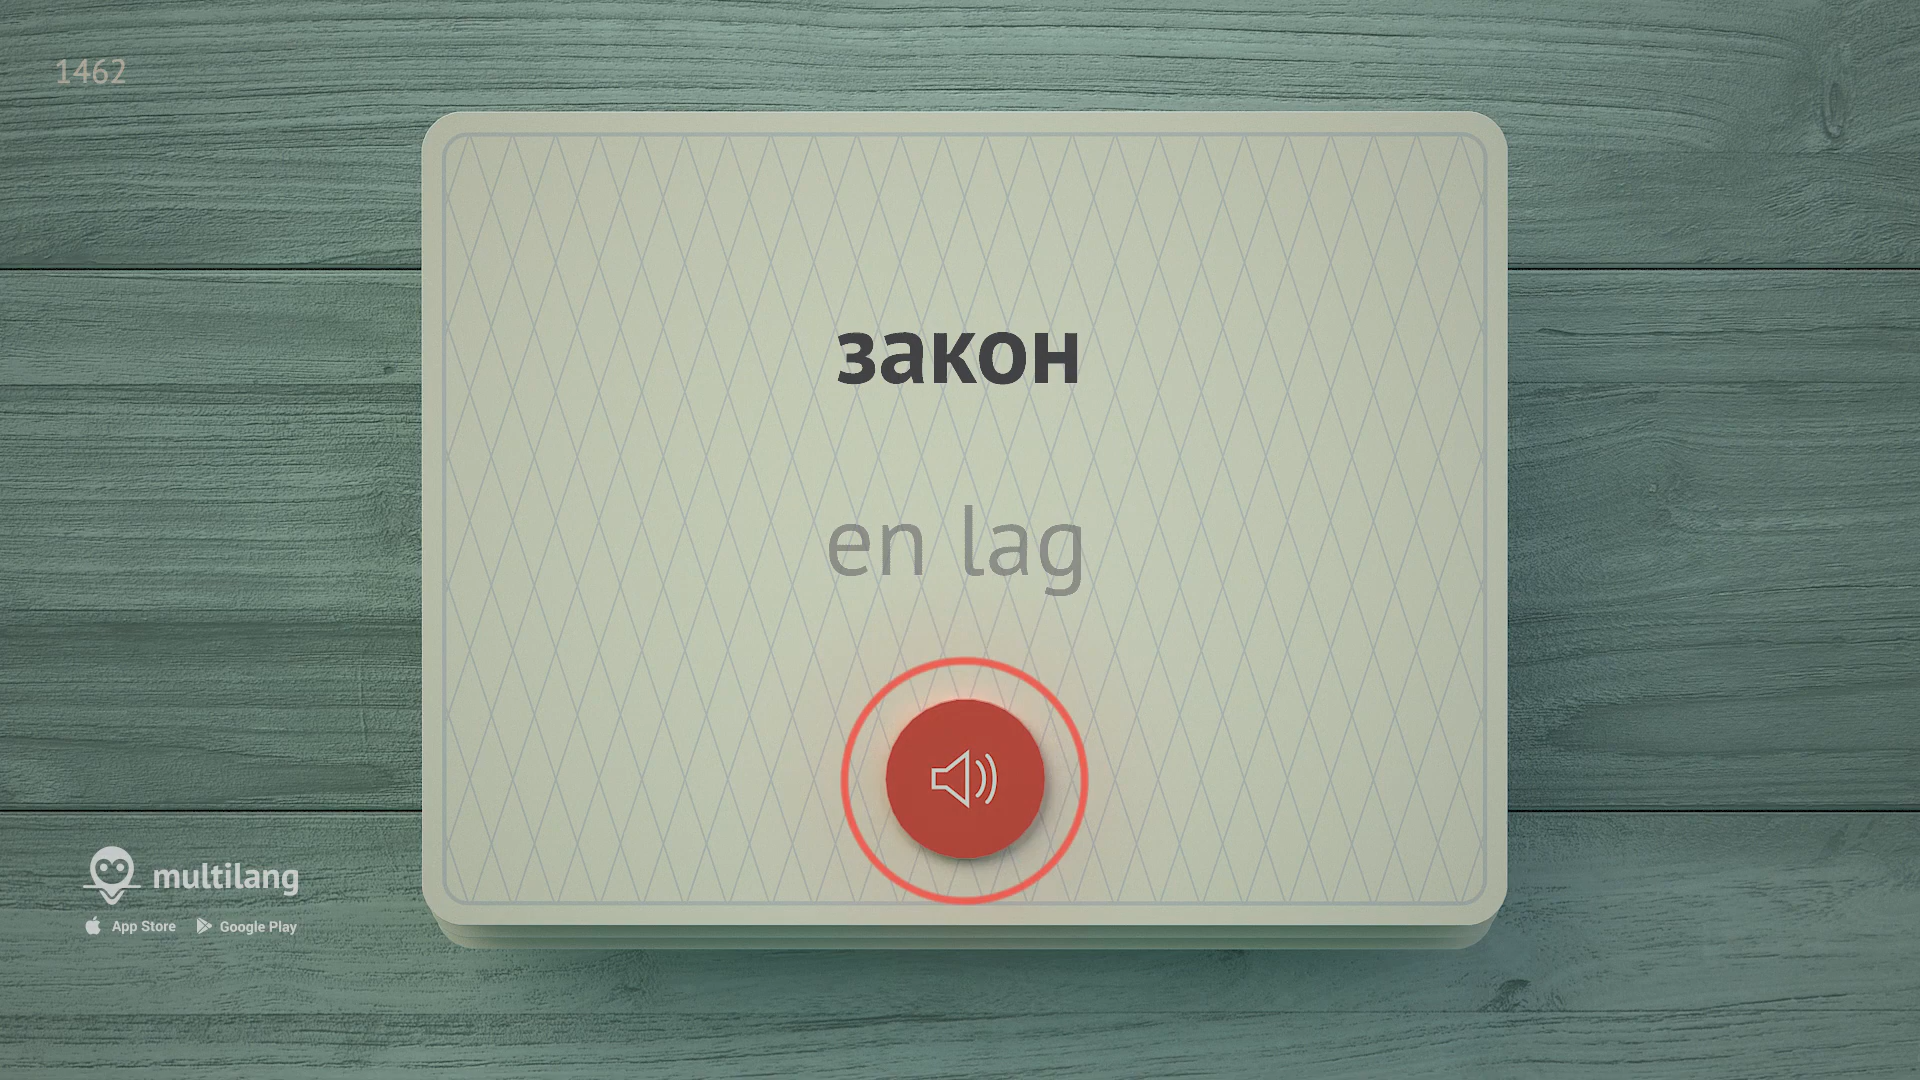 1462
закон
en lag
multilang
App Store Google Play